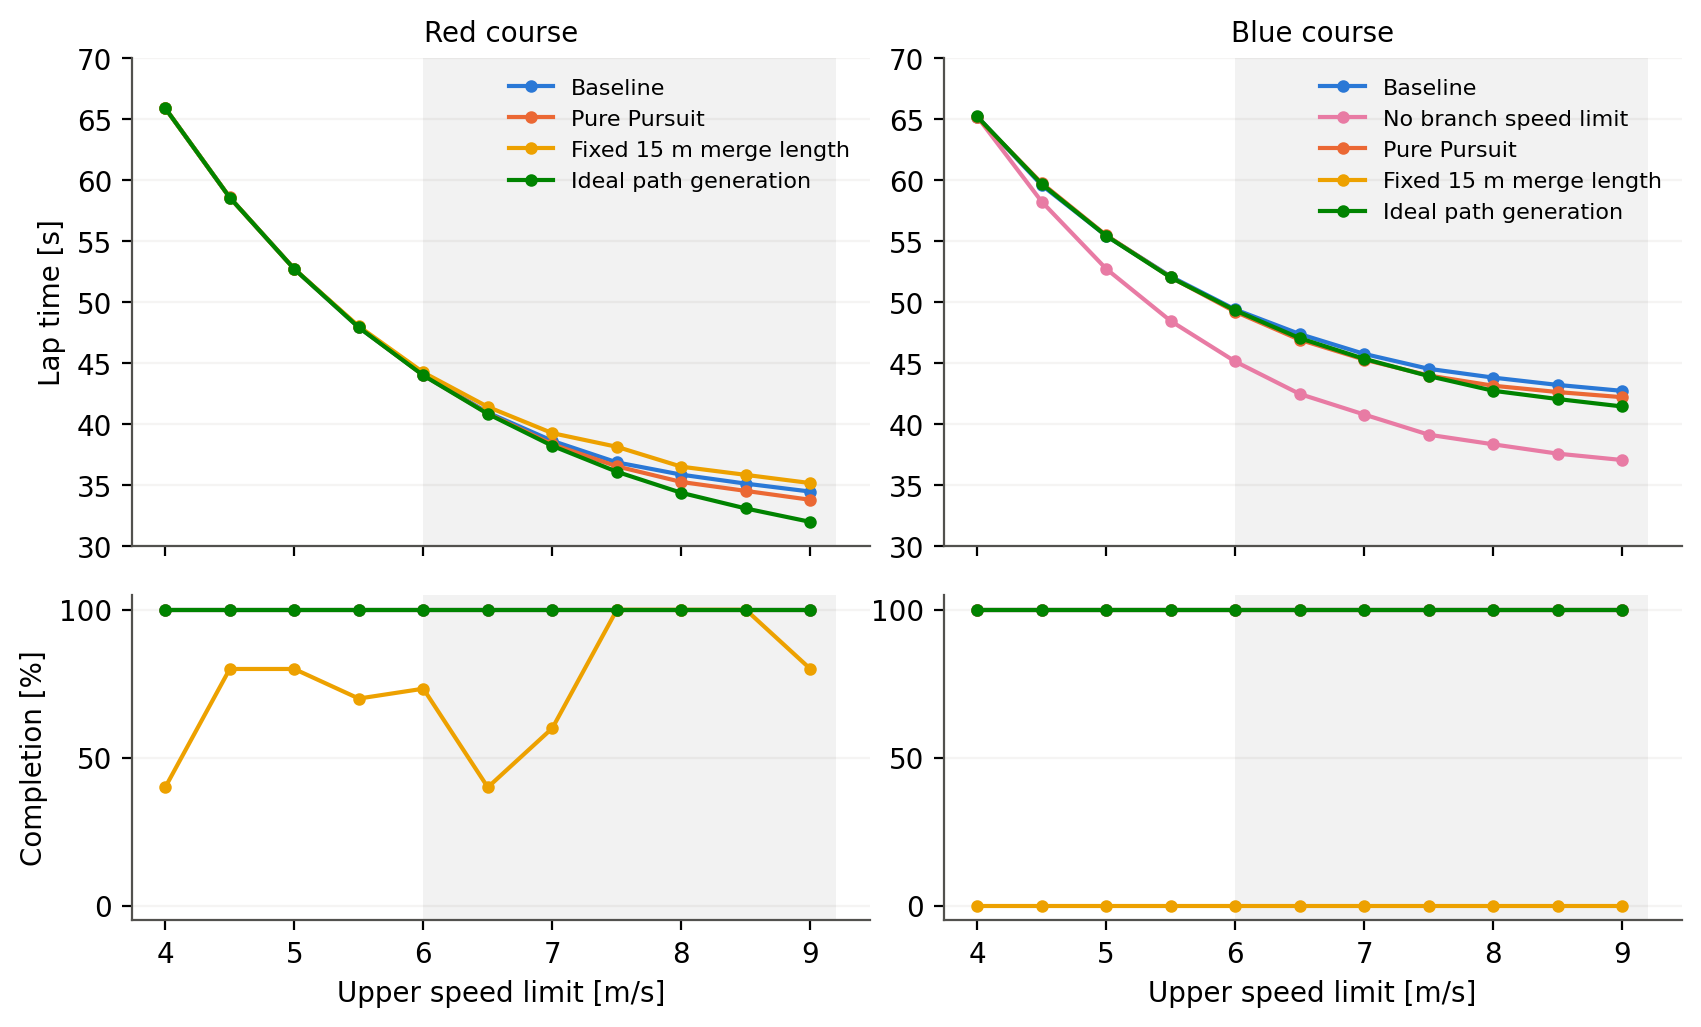 Red course
Blue course
Lap time [s]
70
65
60
55
50
45
40
35
30
Baseline
Pure Pursuit
Fixed 15 m merge length
Ideal path generation
70
65
60
55
50
45
40
35
30
Baseline
No branch speed limit
Pure Pursuit
Fixed 15 m merge length
Ideal path generation
Completion [%]
100
50
0
100
50
0
4 5 6 7 8 9
4 5 6 7 8 9
Upper speed limit [m/s]
Upper speed limit [m/s]